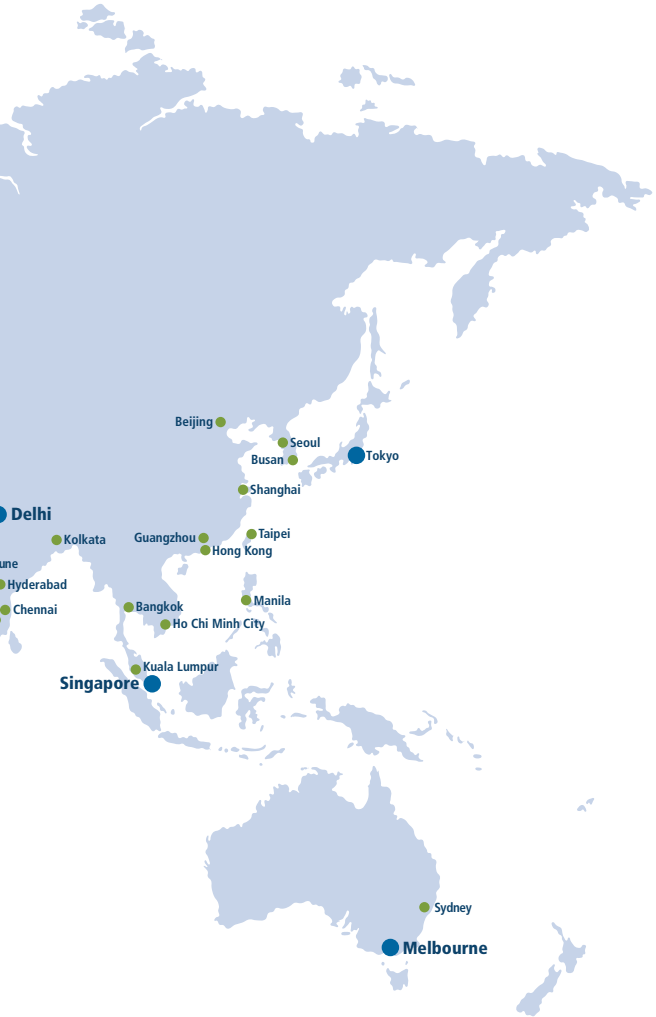 Beijing
Seoul
Busan
Tokyo
Shanghai
Delhi
Taipei
Guangzhou
Kolkata
Hong Kong
une
Hyderabad
Manila
Bangkok
Chennai
Ho Chi Minh City
Kuala Lumpur
Singapore
Sydney
Melbourne